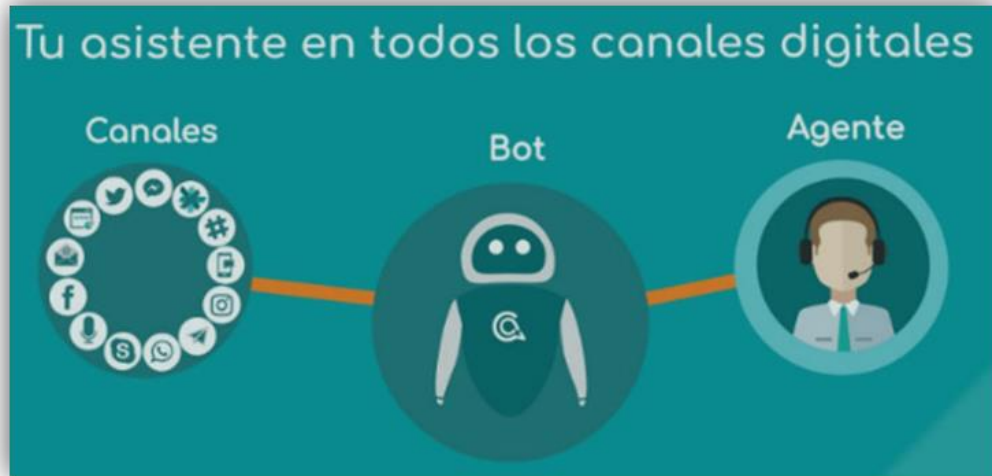 Tu asistente en todos los canales digitales
Canales
Bot
Agente